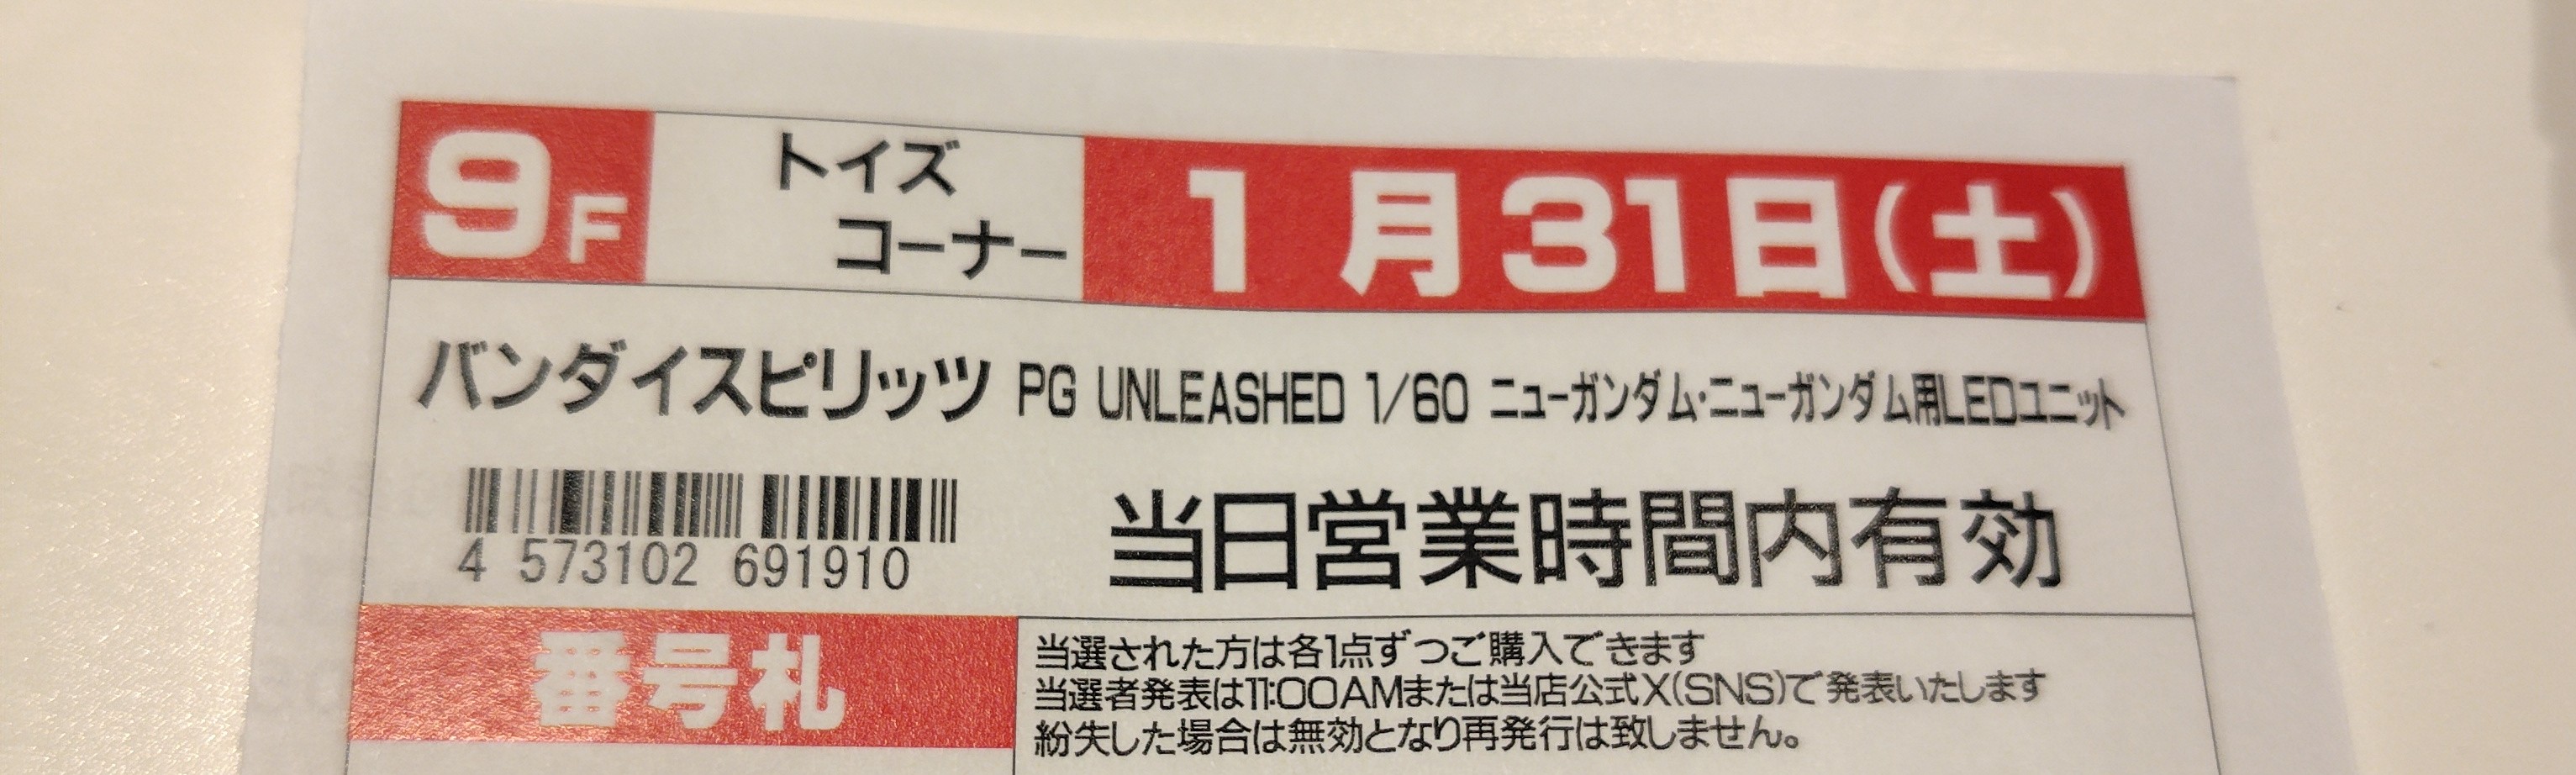 9F
トイズ
コーナー
1月31日(土)
バンダイスピリッツ PG UNLEASHED 1/60 ニューガンダム・ニューガンダム用LEDユニット
4 573102 691910
当日営業時間内有効
番号札
当選された方は各1点ずつご購入できます
当選者発表は11:00AMまたは当店公式X(SNS)で発表いたします
紛失した場合は無効となり再発行は致しません。